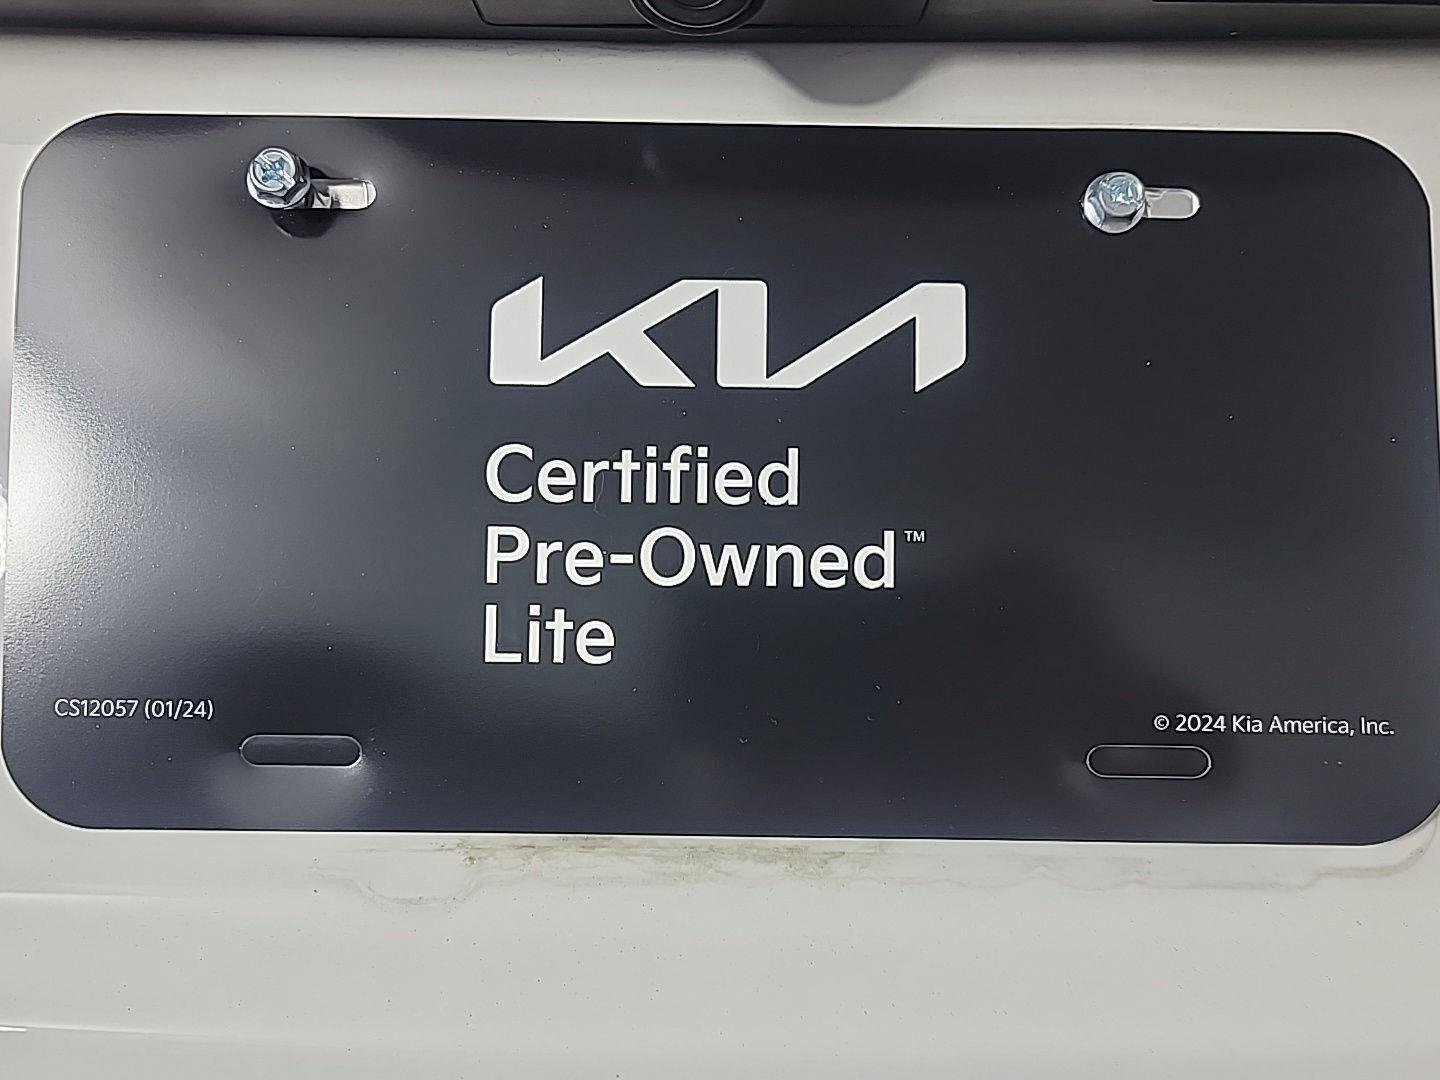 KIA
Certified
Pre-Owned™
Lite
CS12057 (01/24)
© 2024 Kia America, Inc.